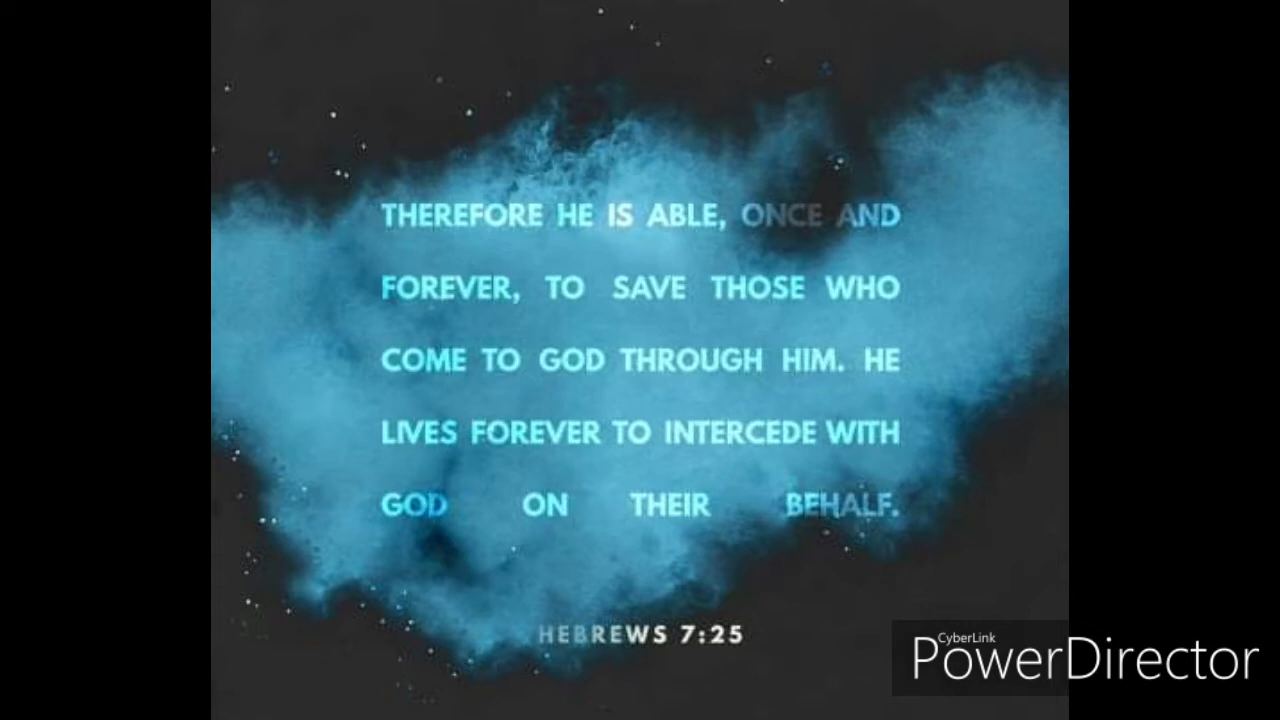 THEREFORE HE IS ABLE, ONCE AND
FOREVER, TO SAVE THOSE WHO
COME TO GOD THROUGH HIM. HE
LIVES FOREVER TO INTERCEDE WITH
GOD ON THEIR BEHALF.
HEBREWS 7:25
CyberLink
PowerDirector